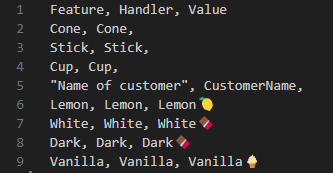 1 Feature, Handler, Value
2 Cone, Cone,
3 Stick, Stick,
4 Cup, Cup,
5 "Name of customer", CustomerName,
6 Lemon, Lemon, Lemon🍋
7 White, White, White🍫
8 Dark, Dark, Dark🍫
9 Vanilla, Vanilla, Vanilla🍦